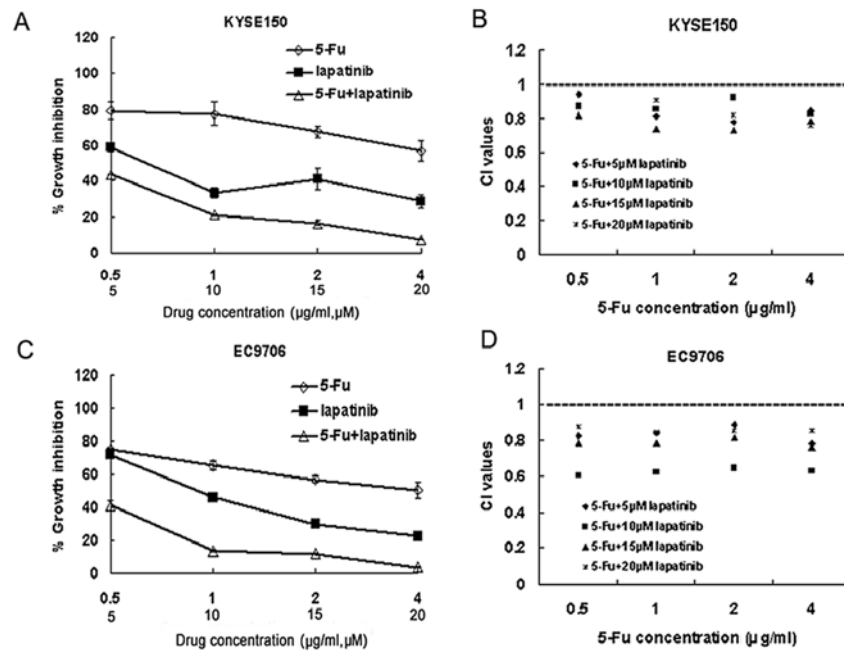 A
KYSE150
% Growth inhibition
120
100
80
60
40
20
0
5-Fu
lapatinib
5-Fu+lapatinib
0.5 1 2 4
5 10 15 20
Drug concentration (µg/ml,µM)
B
KYSE150
CI values
1.2
1
0.8
0.6
0.4
0.2
0
5-Fu+5µM lapatinib
5-Fu+10µM lapatinib
5-Fu+15µM lapatinib
5-Fu+20µM lapatinib
0.5 1 2 4
5-Fu concentration (µg/ml)
C
EC9706
% Growth inhibition
120
100
80
60
40
20
0
5-Fu
lapatinib
5-Fu+lapatinib
0.5 1 2 4
5 10 15 20
Drug concentration (µg/ml,µM)
D
EC9706
CI values
1.2
1
0.8
0.6
0.4
0.2
0
5-Fu+5µM lapatinib
5-Fu+10µM lapatinib
5-Fu+15µM lapatinib
5-Fu+20µM lapatinib
0.5 1 2 4
5-Fu concentration (µg/ml)